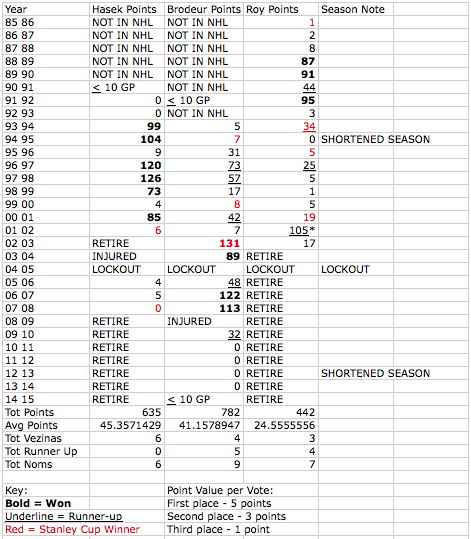 Year Hasek Points Brodeur Points Roy Points Season Note
85 86 NOT IN NHL NOT IN NHL 1
86 87 NOT IN NHL NOT IN NHL 2
87 88 NOT IN NHL NOT IN NHL 8
88 89 NOT IN NHL NOT IN NHL 87
89 90 NOT IN NHL NOT IN NHL 91
90 91 < 10 GP NOT IN NHL 44
91 92 0 < 10 GP 95
92 93 0 NOT IN NHL 3
93 94 99 5 34
94 95 104 7 0 SHORTENED SEASON
95 96 9 31 5
96 97 120 73 25
97 98 126 57 5
98 99 73 17 1
99 00 4 8 5
00 01 85 42 19
01 02 6 7 105*
02 03 RETIRE 131 17
03 04 INJURED 89 RETIRE
04 05 LOCKOUT LOCKOUT LOCKOUT LOCKOUT
05 06 4 48 RETIRE
06 07 5 122 RETIRE
07 08 0 113 RETIRE
08 09 RETIRE INJURED RETIRE
09 10 RETIRE 32 RETIRE
10 11 RETIRE 0 RETIRE
11 12 RETIRE 0 RETIRE
12 13 RETIRE 0 RETIRE SHORTENED SEASON
13 14 RETIRE 0 RETIRE
14 15 RETIRE < 10 GP RETIRE
Tot Points 635 782 442
Avg Points 45.3571429 41.1578947 24.5555556
Tot Vezinas 6 4 3
Tot Runner Up 0 5 4
Tot Noms 6 9 7
Key: Point Value per Vote:
Bold = Won First place - 5 points
Underline = Runner-up Second place - 3 points
Red = Stanley Cup Winner Third place - 1 point